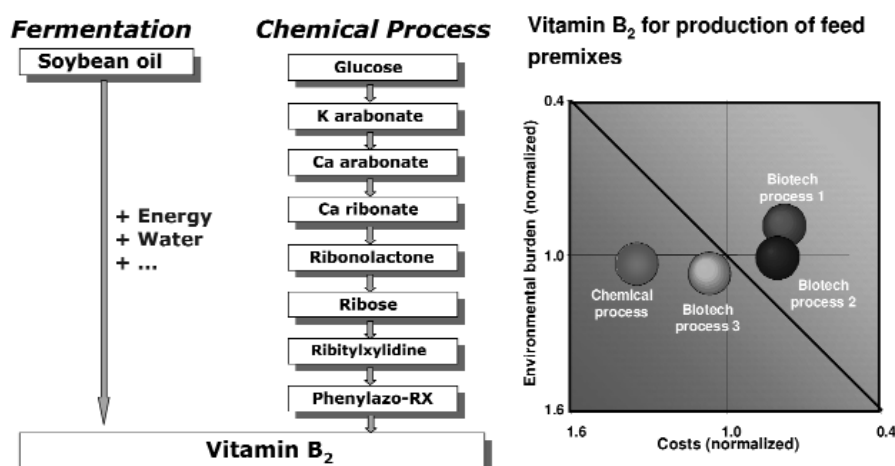 Fermentation
Soybean oil
+ Energy
+ Water
+ ...
Chemical Process
Glucose
K arabonate
Ca arabonate
Ca ribonate
Ribonolactone
Ribose
Ribitylxylidine
Phenylazo-RX
Vitamin B₂
Vitamin B₂ for production of feed
premixes
Environmental burden (normalized)
0.4
1.0
1.6
Biotech
process 1
Biotech
process 2
Chemical
process
Biotech
process 3
1.6
1.0
0.4
Costs (normalized)